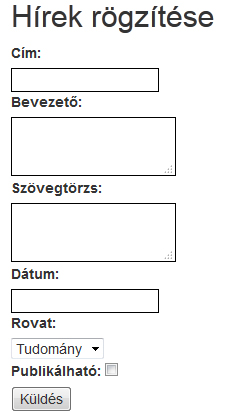 Hírek rögzítése
Cím:
Bevezető:
Szövegtörzs:
Dátum:
Rovat:
Tudomány
Publikálható:
Küldés